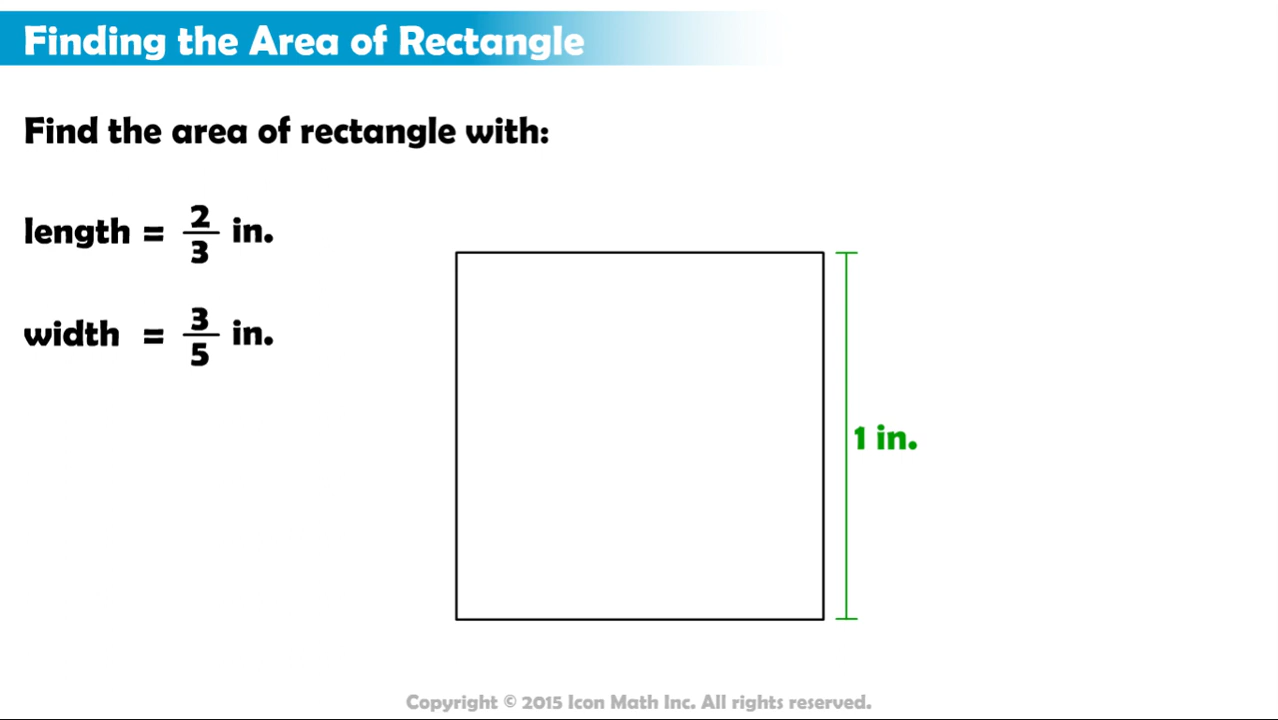 Finding the Area of Rectangle
Find the area of rectangle with:
length = 2/3 in.
width = 3/5 in.
1 in.
Copyright © 2015 Icon Math Inc. All rights reserved.